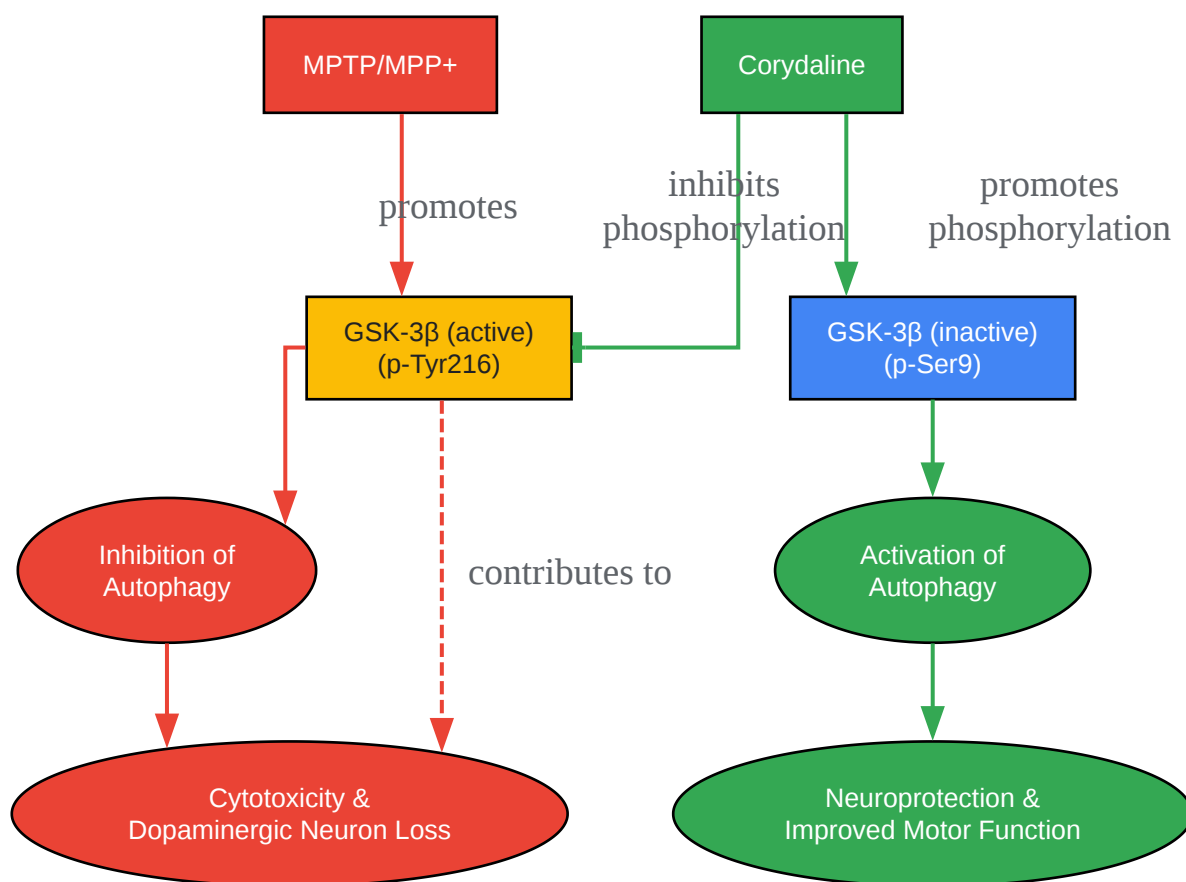 MPTP/MPP+
Corydaline
promotes
inhibits
phosphorylation
promotes
phosphorylation
GSK-3β (active)
(p-Tyr216)
GSK-3β (inactive)
(p-Ser9)
Inhibition of
Autophagy
contributes to
Activation of
Autophagy
Cytotoxicity &
Dopaminergic Neuron Loss
Neuroprotection &
Improved Motor Function